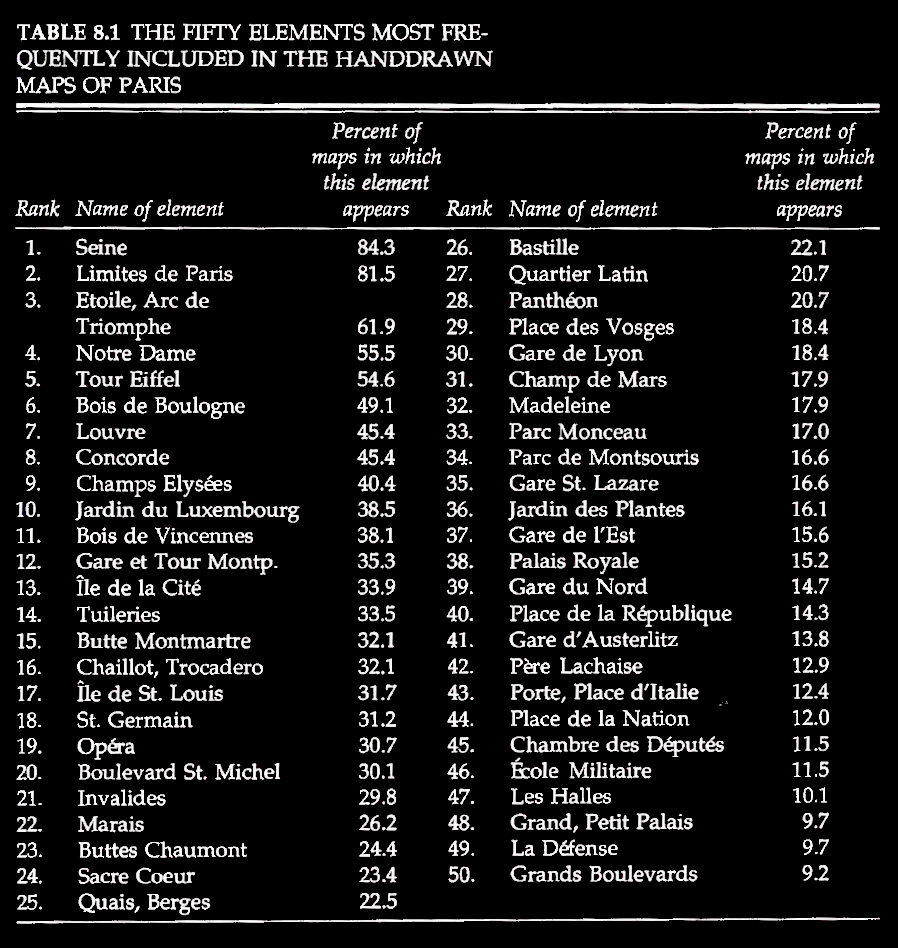 TABLE 8.1 THE FIFTY ELEMENTS MOST FRE-
QUENTLY INCLUDED IN THE HANDDRAWN
MAPS OF PARIS
Percent of maps in which this element appears
Rank Name of element
Percent of maps in which this element appears
Rank Name of element
1. Seine 84.3 26. Bastille 22.1
2. Limites de Paris 81.5 27. Quartier Latin 20.7
3. Etoile, Arc de 28. Panthéon 20.7
Triomphe 61.9 29. Place des Vosges 18.4
4. Notre Dame 55.5 30. Gare de Lyon 18.4
5. Tour Eiffel 54.6 31. Champ de Mars 17.9
6. Bois de Boulogne 49.1 32. Madeleine 17.9
7. Louvre 45.4 33. Parc Monceau 17.0
8. Concorde 45.4 34. Parc de Montsouris 16.6
9. Champs Elysées 40.4 35. Gare St. Lazare 16.6
10. Jardin du Luxembourg 38.5 36. Jardin des Plantes 16.1
11. Bois de Vincennes 38.1 37. Gare de l'Est 15.6
12. Gare et Tour Montp. 35.3 38. Palais Royale 15.2
13. Île de la Cité 33.9 39. Gare du Nord 14.7
14. Tuileries 33.5 40. Place de la République 14.3
15. Butte Montmartre 32.1 41. Gare d'Austerlitz 13.8
16. Chaillot, Trocadero 32.1 42. Père Lachaise 12.9
17. Île de St. Louis 31.7 43. Porte, Place d'Italie 12.4
18. St. Germain 31.2 44. Place de la Nation 12.0
19. Opéra 30.7 45. Chambre des Députés 11.5
20. Boulevard St. Michel 30.1 46. École Militaire 11.5
21. Invalides 29.8 47. Les Halles 10.1
22. Marais 26.2 48. Grand, Petit Palais 9.7
23. Buttes Chaumont 24.4 49. La Défense 9.7
24. Sacre Coeur 23.4 50. Grands Boulevards 9.2
25. Quais, Berges 22.5